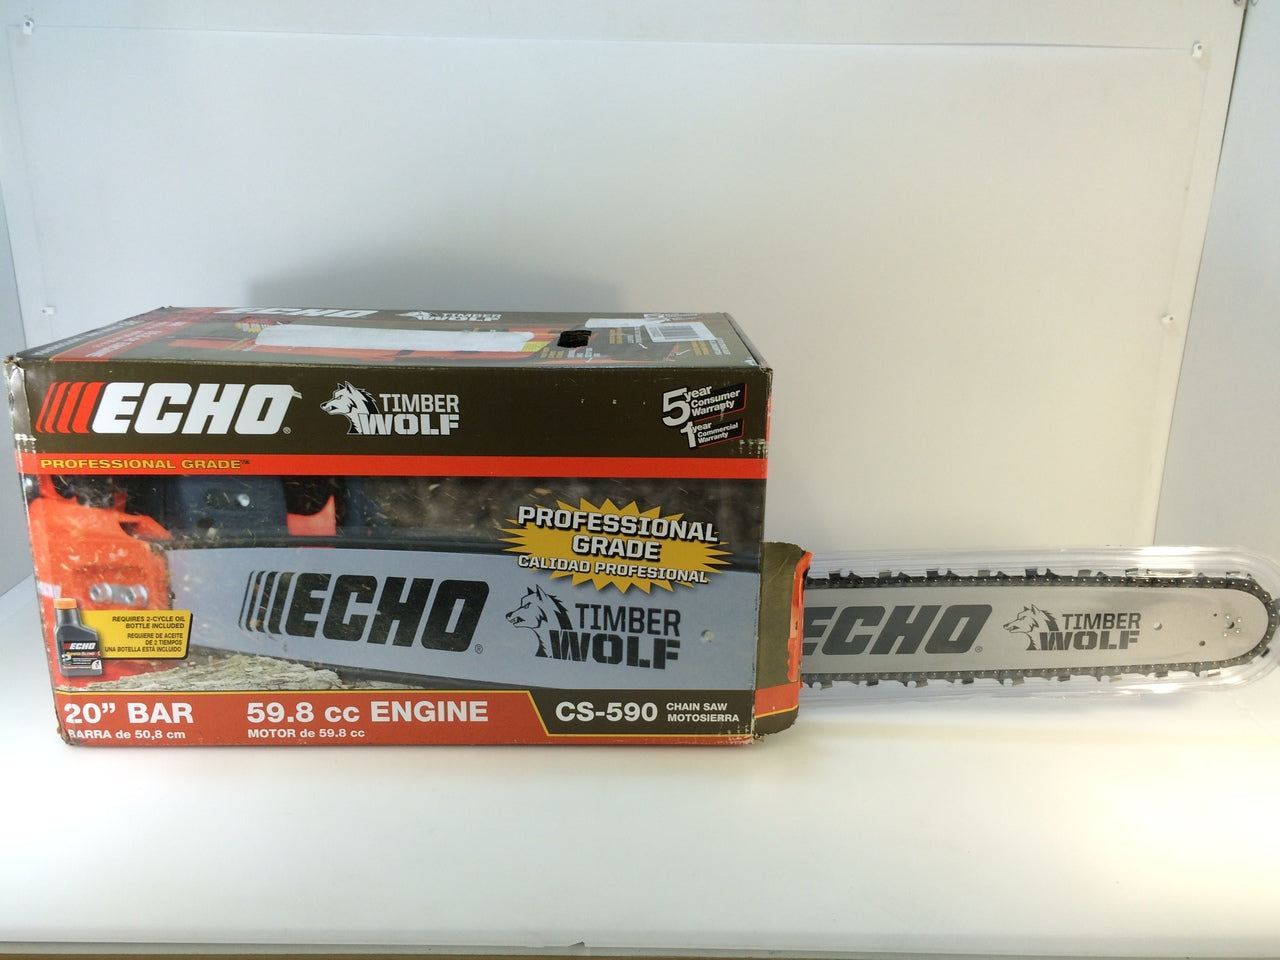 TIMBER
WOLF
ECHO
TIMBER
WOLF
5 year
Consumer
Warranty
1 year
Commercial
Warranty
PROFESSIONAL GRADE
PROFESSIONAL
GRADE
CALIDAD PROFESIONAL
ECHO®
TIMBER
WOLF
REQUIRES 2-CYCLE OIL
BOTTLE INCLUDED
REQUIERE DE ACEITE
DE 2 TIEMPOS
UNA BOTELLA ESTÁ INCLUIDO
ECHO
20” BAR
BARRA de 50,8 cm
59.8 cc ENGINE
MOTOR de 59.8 cc
CS-590
CHAIN SAW
MOTOSIERRA
ECHO®
TIMBER
WOLF